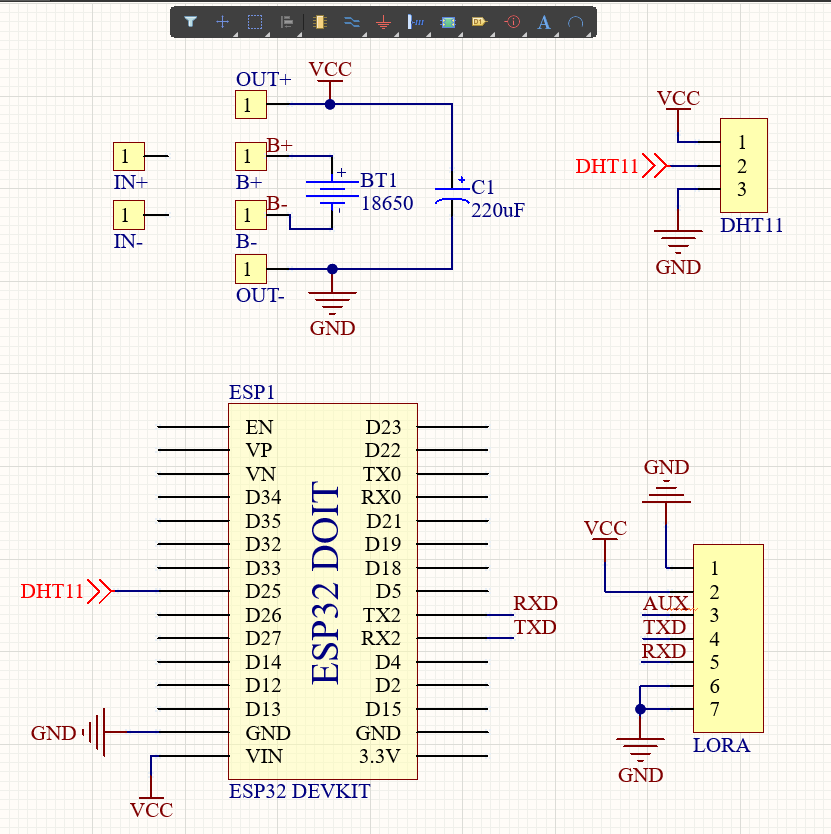 D1
A
OUT+
VCC
1
1
IN+
1
B+
B+
+
BT1
18650
-
+
C1
220uF
1
IN-
1
B-
B-
1
OUT-
GND
VCC
DHT11
1
2
3
DHT11
GND
ESP1
ESP32 DOIT
EN D23
VP D22
VN TX0
D34 RX0
D35 D21
D32 D19
D33 D18
DHT11 D25 D5
D26 TX2 RXD
D27 RX2 TXD
D14 D4
D12 D2
D13 D15
GND GND GND
VIN 3.3V
VCC
ESP32 DEVKIT
GND
VCC
1
2
AUX 3
TXD 4
RXD 5
6
7
LORA
GND